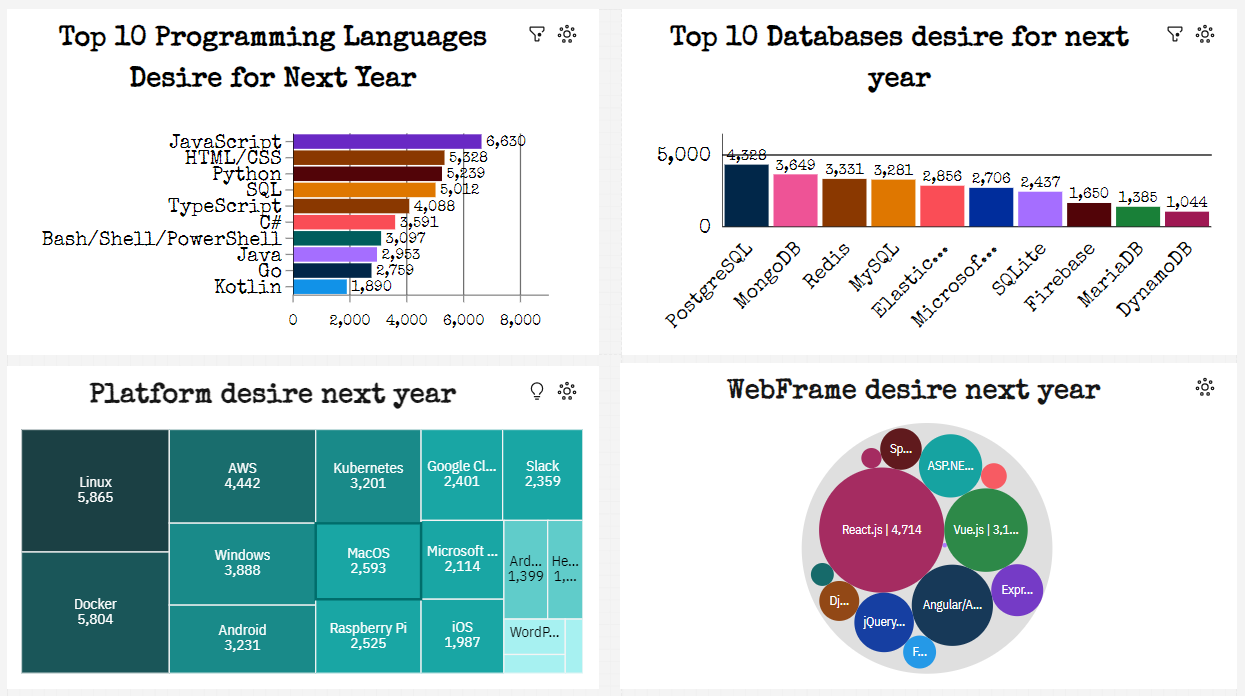 Top 10 Programming Languages
Desire for Next Year
JavaScript 6,630
HTML/CSS 5,328
Python 5,239
SQL 5,012
TypeScript 4,088
C# 3,591
Bash/Shell/PowerShell 3,097
Java 2,953
Go 2,759
Kotlin 1,890
0 2,000 4,000 6,000 8,000
Top 10 Databases desire for next
year
5,000
0
4,328 3,649 3,331 3,281 2,856 2,706 2,437 1,650 1,385 1,044
PostgreSQL MongoDB Redis MySQL Elastic... Microsof... SQLite Firebase MariaDB DynamoDB
Platform desire next year
Linux
5,865
Docker
5,804
AWS
4,442
Windows
3,888
Android
3,231
Kubernetes
3,201
MacOS
2,593
Raspberry Pi
2,525
Google Cl...
2,401
Microsoft ...
2,114
iOS
1,987
Slack
2,359
Ard...
1,399
He...
1,...
WordP...
WebFrame desire next year
Sp...
ASP.NE...
React.js | 4,714
Vue.js | 3,1...
Dj...
jQuery...
Angular/A...
Expr...
F...